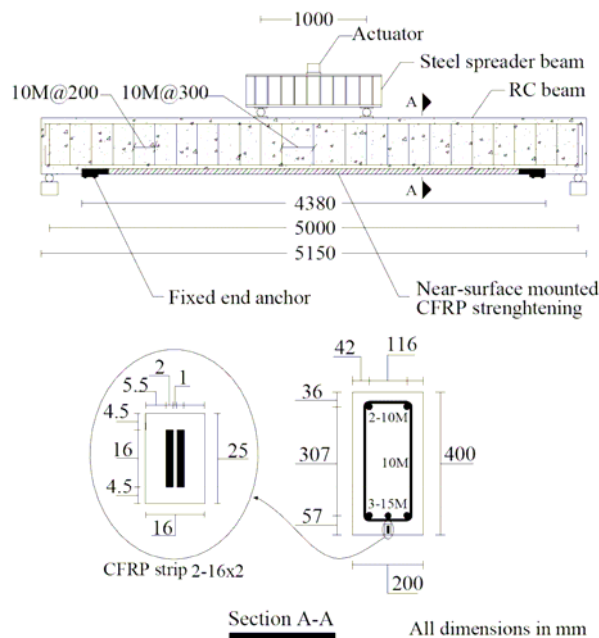 1000
Actuator
Steel spreader beam
10M@200
10M@300
A
RC beam
A
4380
5000
5150
Fixed end anchor
Near-surface mounted
CFRP strenghtening
2
1
5.5
4.5
16
4.5
25
16
CFRP strip 2-16x2
42
116
36
2-10M
307
10M
400
3-15M
57
200
Section A-A
All dimensions in mm